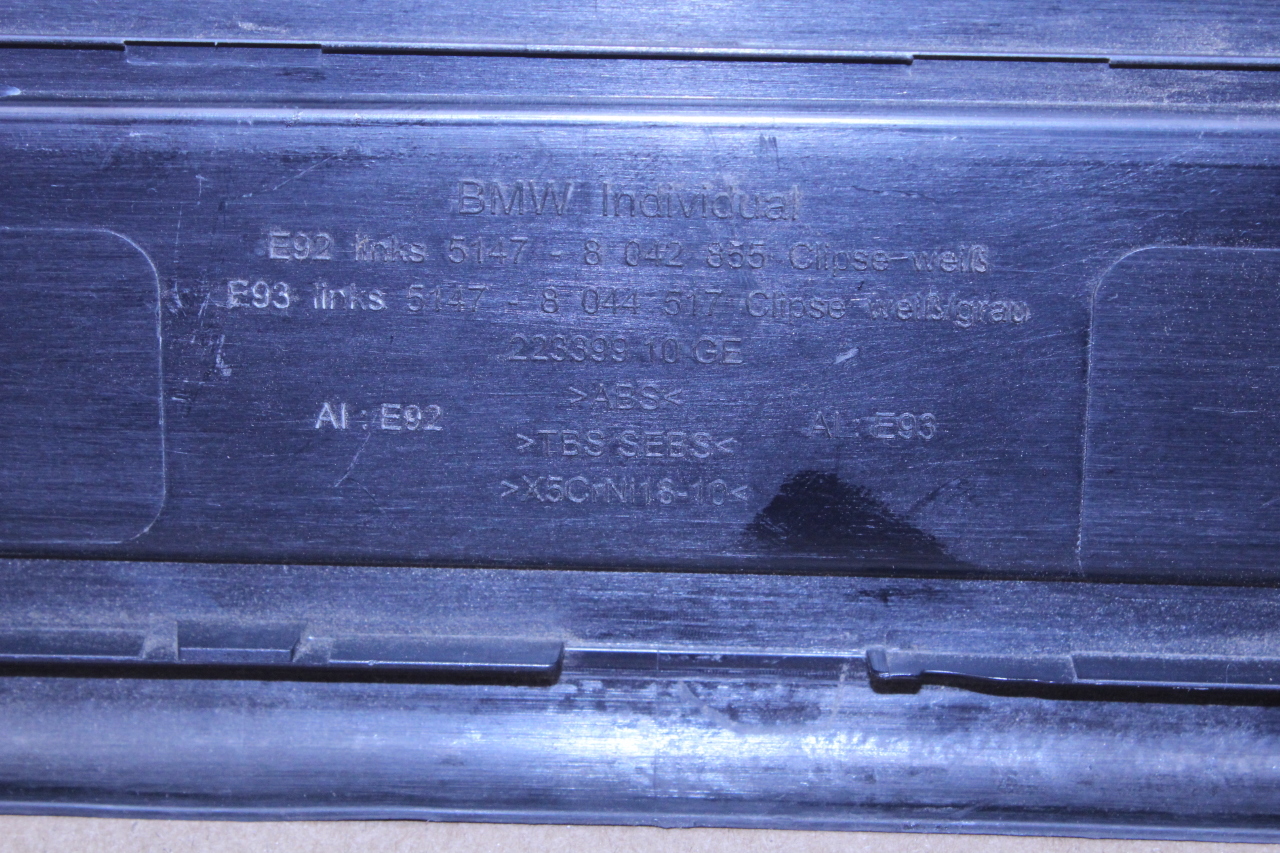 BMW Individual
E92 links 5147 - 8 042 855 Clipse weiß
E93 links 5147 - 8 044 517 Clipse weiß/grau
223399 10 GE
>ABS<
AI : E92
AI : E93
>TBS SEBS<
>X5CrNi18-10<